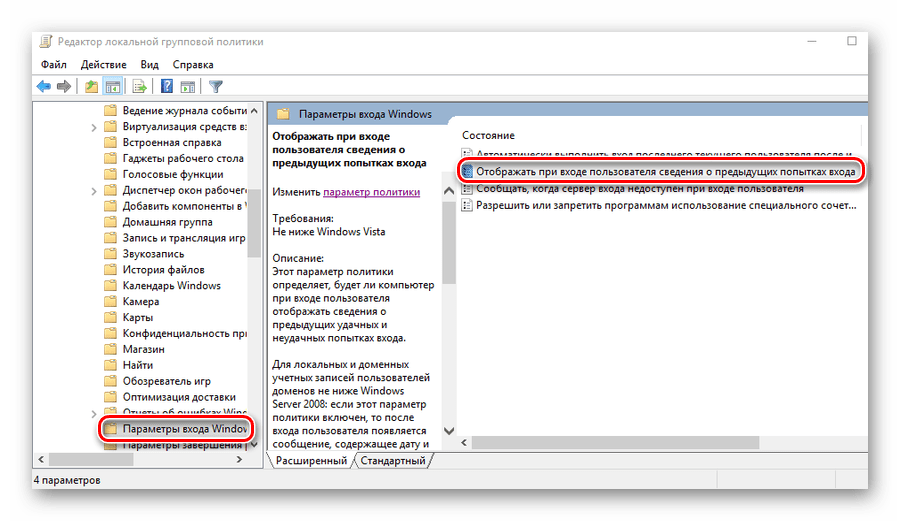 Редактор локальной групповой политики
Файл Действие Вид Справка
Ведение журнала событи
Виртуализация средств вз
Встроенная справка
Гаджеты рабочего стола
Голосовые функции
Диспетчер окон рабочег
Добавить компоненты в
Домашняя группа
Запись и трансляция игр
Звукозапись
История файлов
Календарь Windows
Камера
Карты
Конфиденциальность при
Магазин
Найти
Обозреватель игр
Оптимизация доставки
Отчеты об ошибках Wind
Параметры входа Window
Параметры завершения
Параметры входа Windows
Отображать при входе
пользователя сведения о
предыдущих попытках входа
Изменить параметр политики
Требования:
Не ниже Windows Vista
Описание:
Этот параметр политики
определяет, будет ли компьютер
при входе пользователя
отображать сведения о
предыдущих удачных и
неудачных попытках входа.
Для локальных и доменных
учетных записей пользователей
доменов не ниже Windows
Server 2008: если этот параметр
политики включен, то после
входа пользователя появляется
сообщение, содержащее дату и
Состояние
Автоматически выполнить вход последнего текущего пользователя после и
Отображать при входе пользователя сведения о предыдущих попытках входа
Сообщать, когда сервер входа недоступен при входе пользователя
Разрешить или запретить программам использование специального сочет...
Расширенный Стандартный
4 параметров